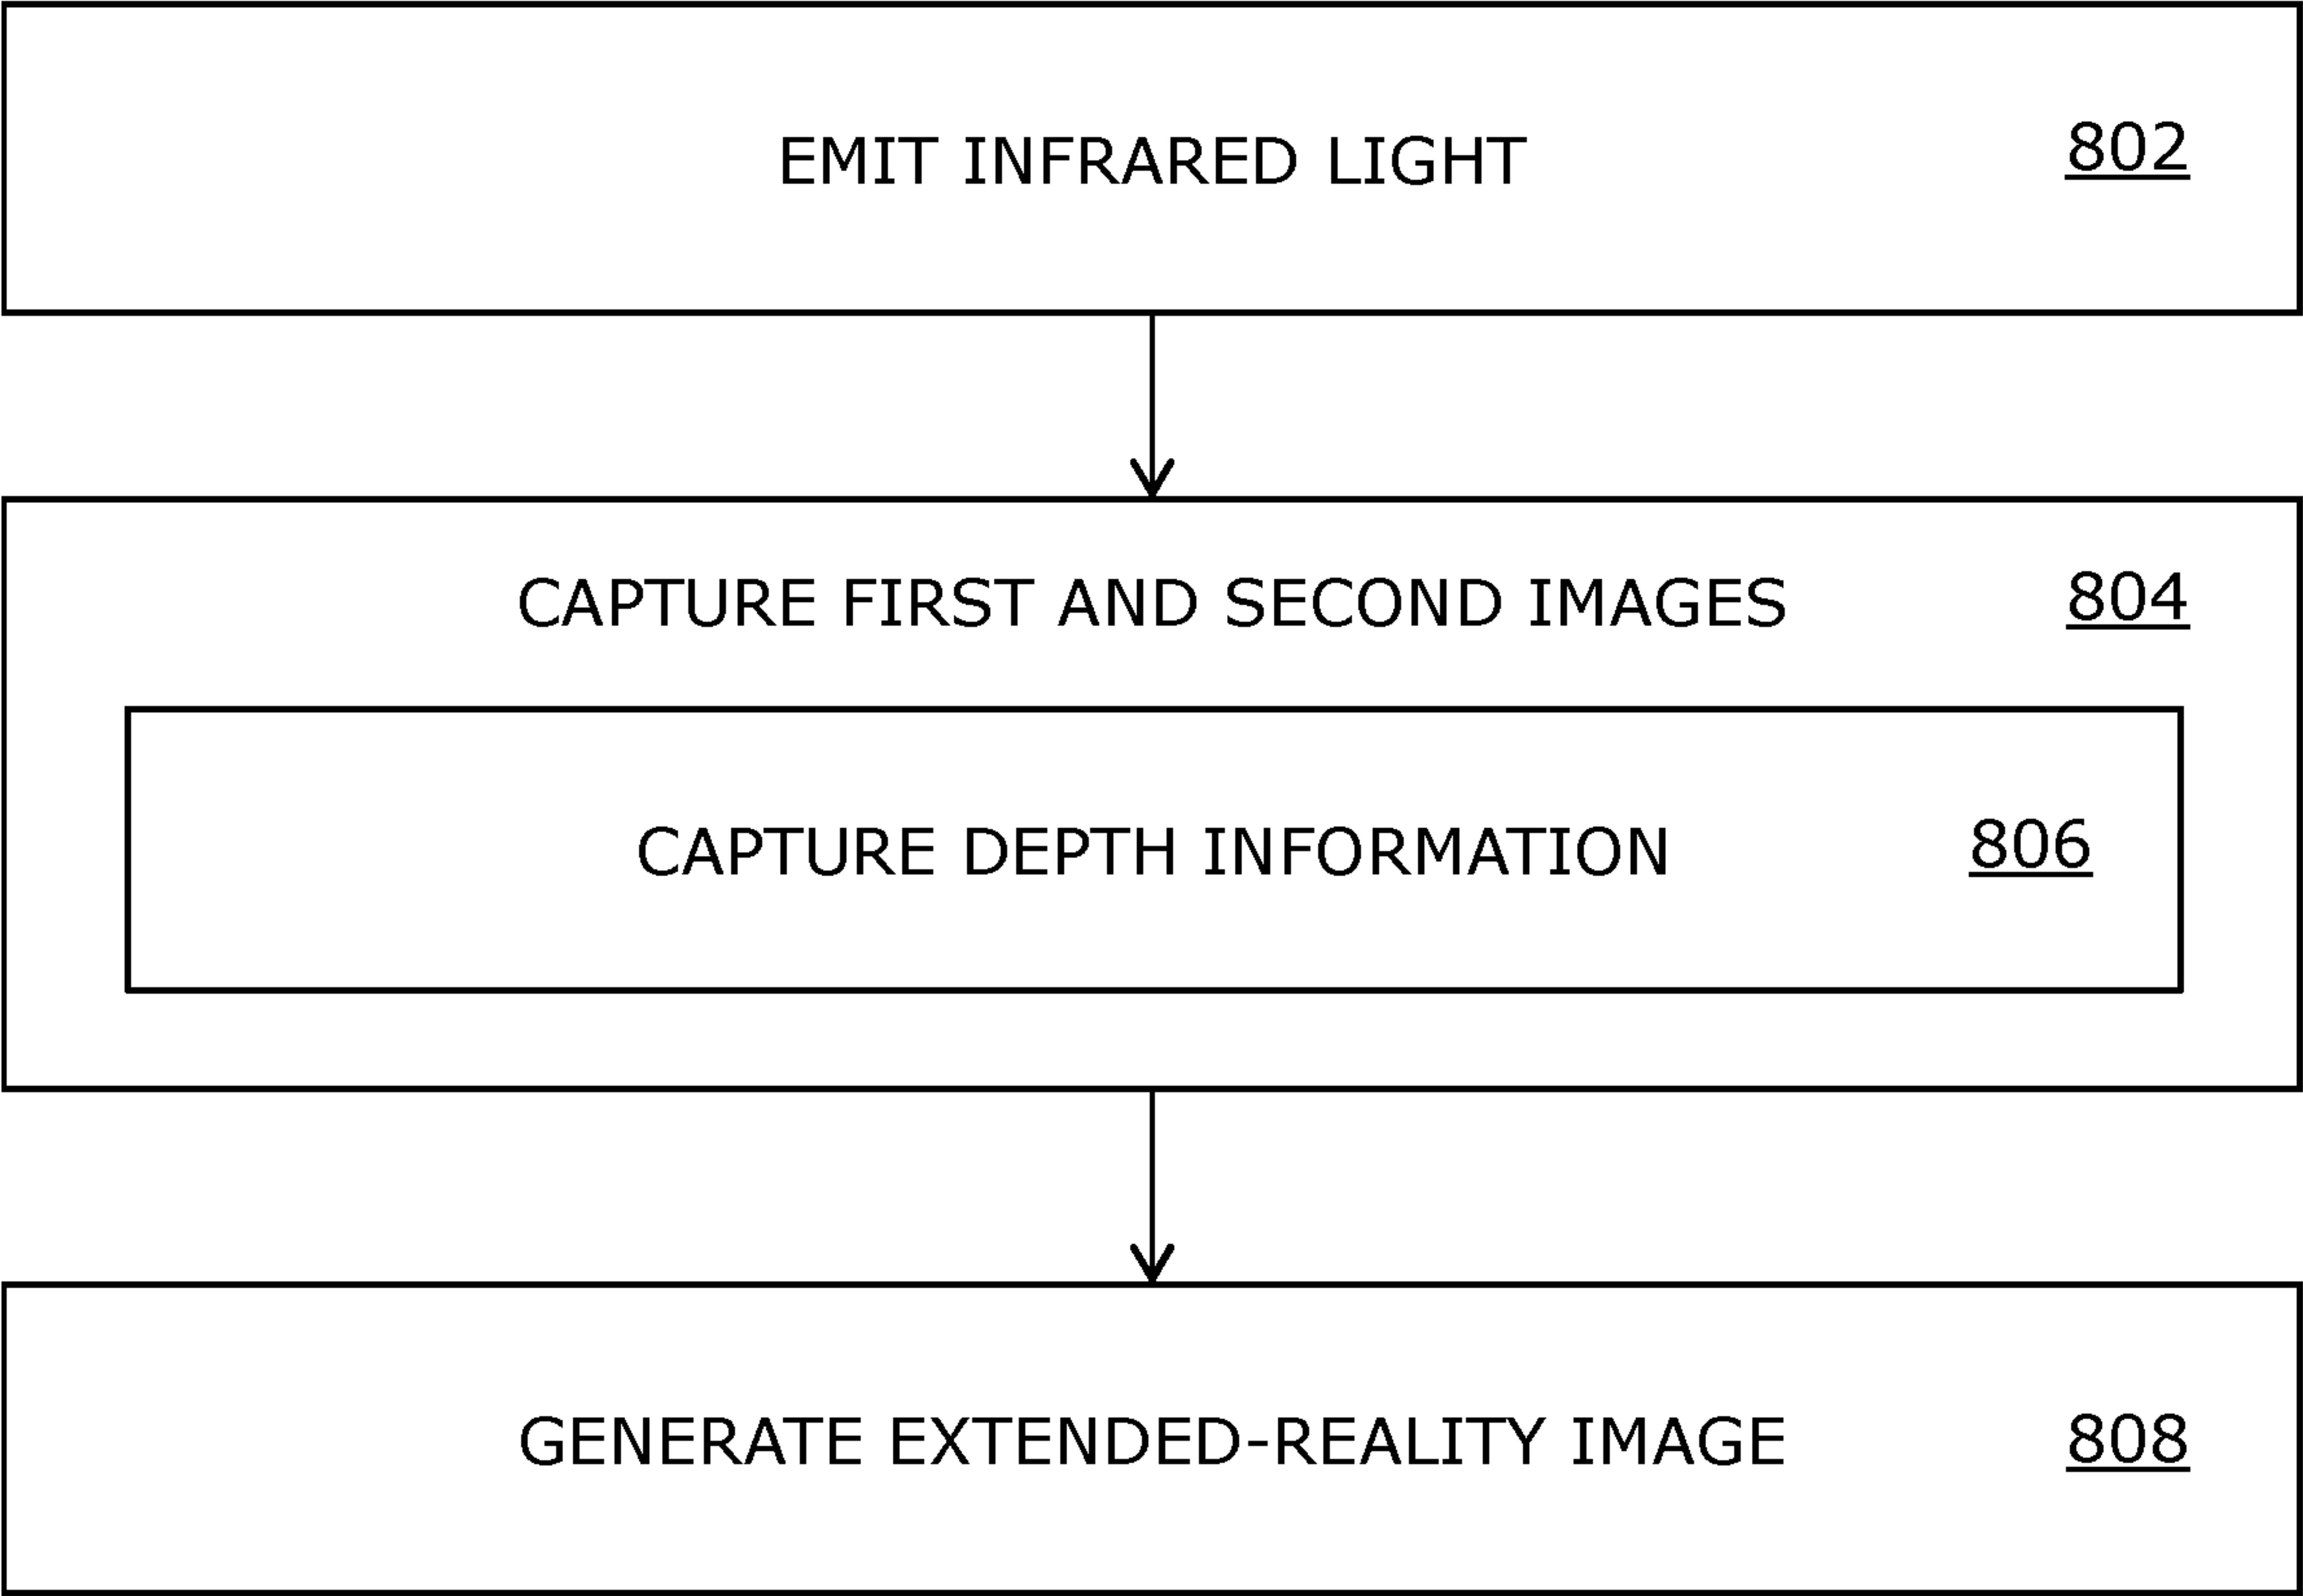 EMIT INFRARED LIGHT 802
CAPTURE FIRST AND SECOND IMAGES 804
CAPTURE DEPTH INFORMATION 806
GENERATE EXTENDED-REALITY IMAGE 808